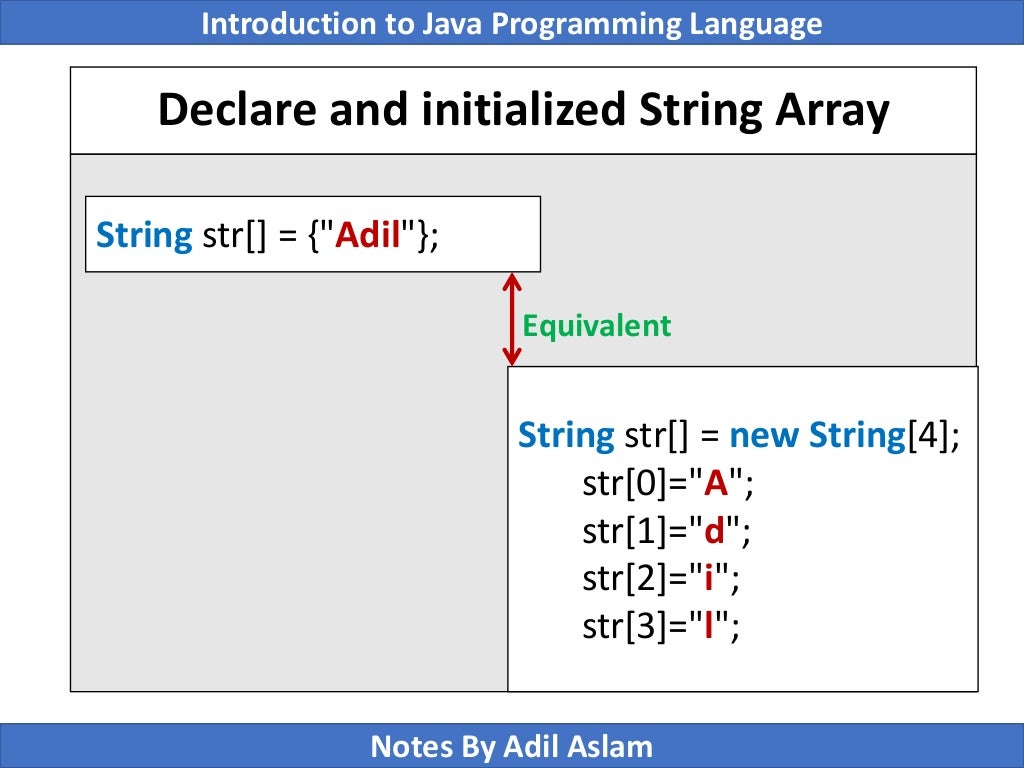 Introduction to Java Programming Language
Declare and initialized String Array
String str[] = {"Adil"};
Equivalent
String str[] = new String[4];
str[0]="A";
str[1]="d";
str[2]="i";
str[3]="l";
Notes By Adil Aslam